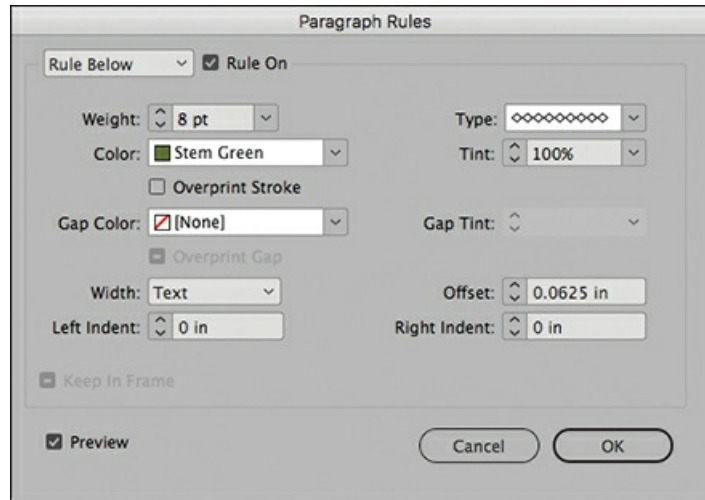 Paragraph Rules
Rule Below Rule On
Weight: 8 pt Type:
Color: Stem Green Tint: 100%
Overprint Stroke
Gap Color: [None] Gap Tint:
Overprint Gap
Width: Text Offset: 0.0625 in
Left Indent: 0 in Right Indent: 0 in
Keep In Frame
Preview Cancel OK